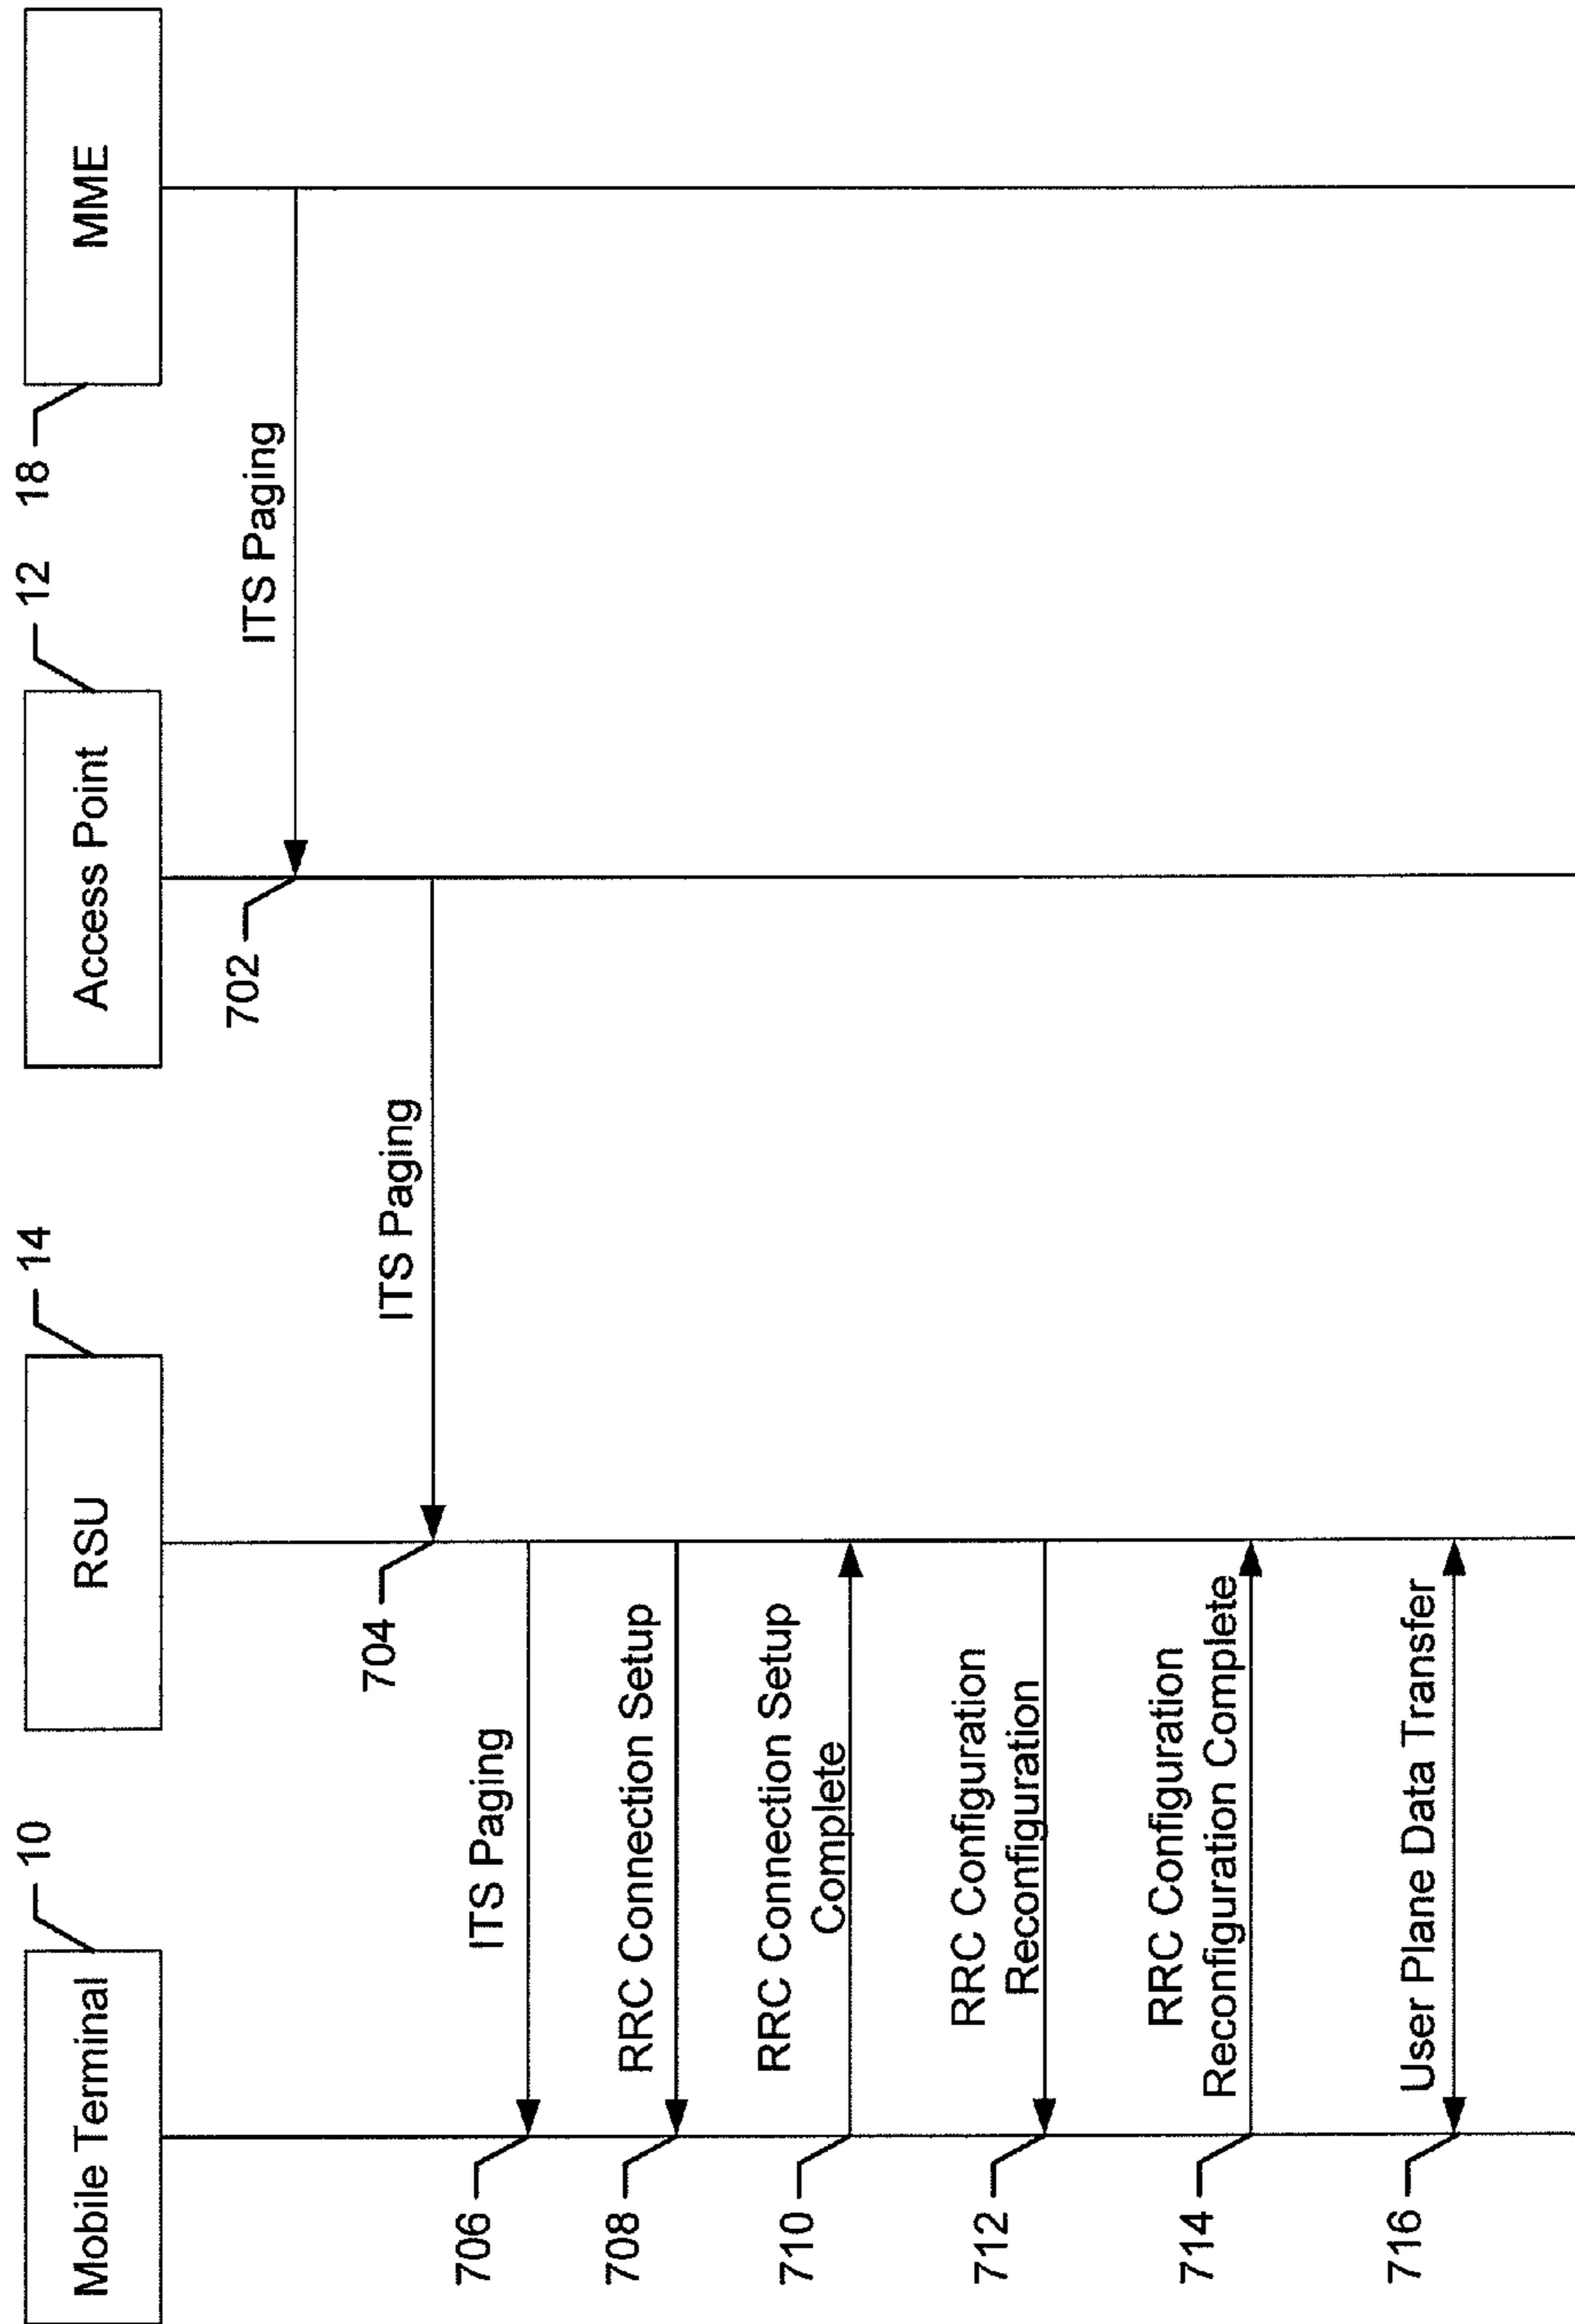 Mobile Terminal
10
RSU
14
Access Point
12
MME
18
ITS Paging
702
ITS Paging
704
ITS Paging
706
RRC Connection Setup
708
RRC Connection Setup
Complete
710
RRC Configuration
Reconfiguration
712
RRC Configuration
Reconfiguration Complete
714
User Plane Data Transfer
716